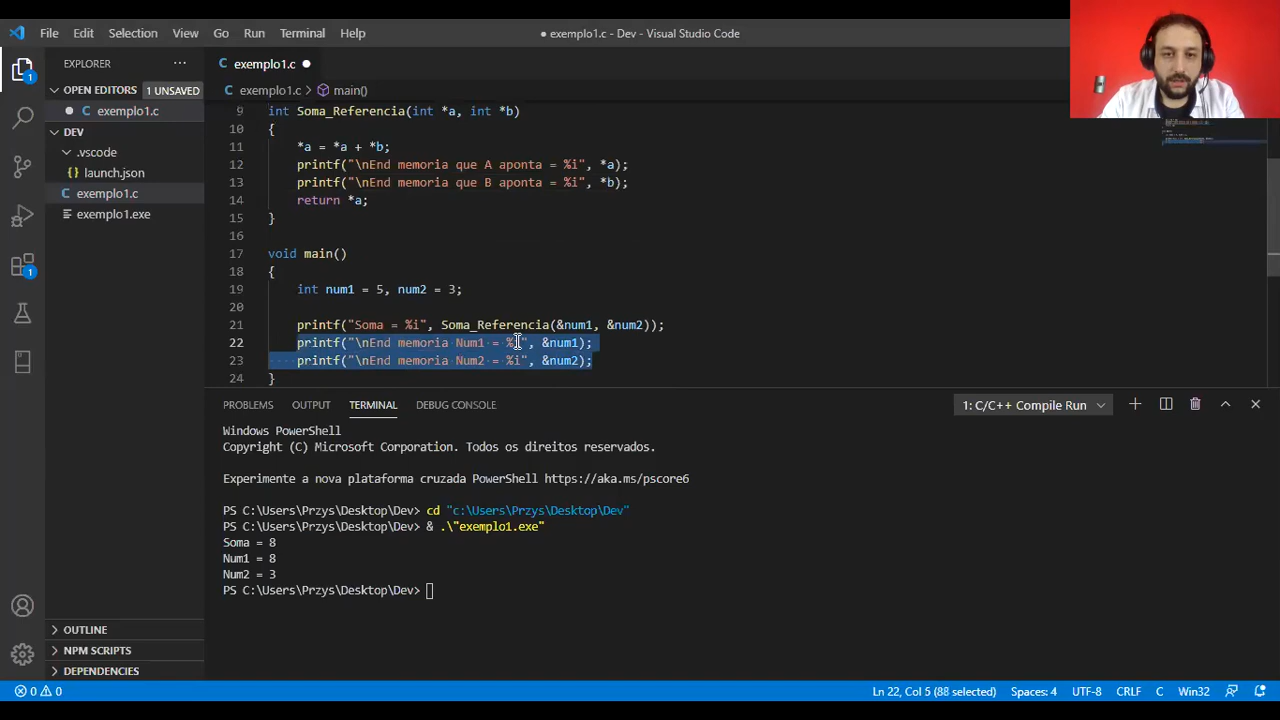 File Edit Selection View Go Run Terminal Help
exemplo1.c - Dev - Visual Studio Code
EXPLORER
OPEN EDITORS 1 UNSAVED
exemplo1.c
DEV
.vscode
launch.json
exemplo1.c
exemplo1.exe
OUTLINE
NPM SCRIPTS
DEPENDENCIES
1
1
C exemplo1.c
C exemplo1.c > main()
9 int Soma_Referencia(int *a, int *b)
10 {
11 *a = *a + *b;
12 printf("\nEnd memoria que A aponta = %i", *a);
13 printf("\nEnd memoria que B aponta = %i", *b);
14 return *a;
15 }
16
17 void main()
18 {
19 int num1 = 5, num2 = 3;
20
21 printf("Soma = %i", Soma_Referencia(&num1, &num2));
22 printf("\nEnd memoria Num1 = %i", &num1);
23 printf("\nEnd memoria Num2 = %i", &num2);
24 }
PROBLEMS OUTPUT TERMINAL DEBUG CONSOLE 1: C/C++ Compile Run
Windows PowerShell
Copyright (C) Microsoft Corporation. Todos os direitos reservados.
Experimente a nova plataforma cruzada PowerShell https://aka.ms/pscore6
PS C:\Users\Przys\Desktop\Dev> cd "c:\Users\Przys\Desktop\Dev"
PS C:\Users\Przys\Desktop\Dev> & .\"exemplo1.exe"
Soma = 8
Num1 = 8
Num2 = 3
PS C:\Users\Przys\Desktop\Dev>
0 0 Ln 22, Col 5 (88 selected) Spaces: 4 UTF-8 CRLF C Win32